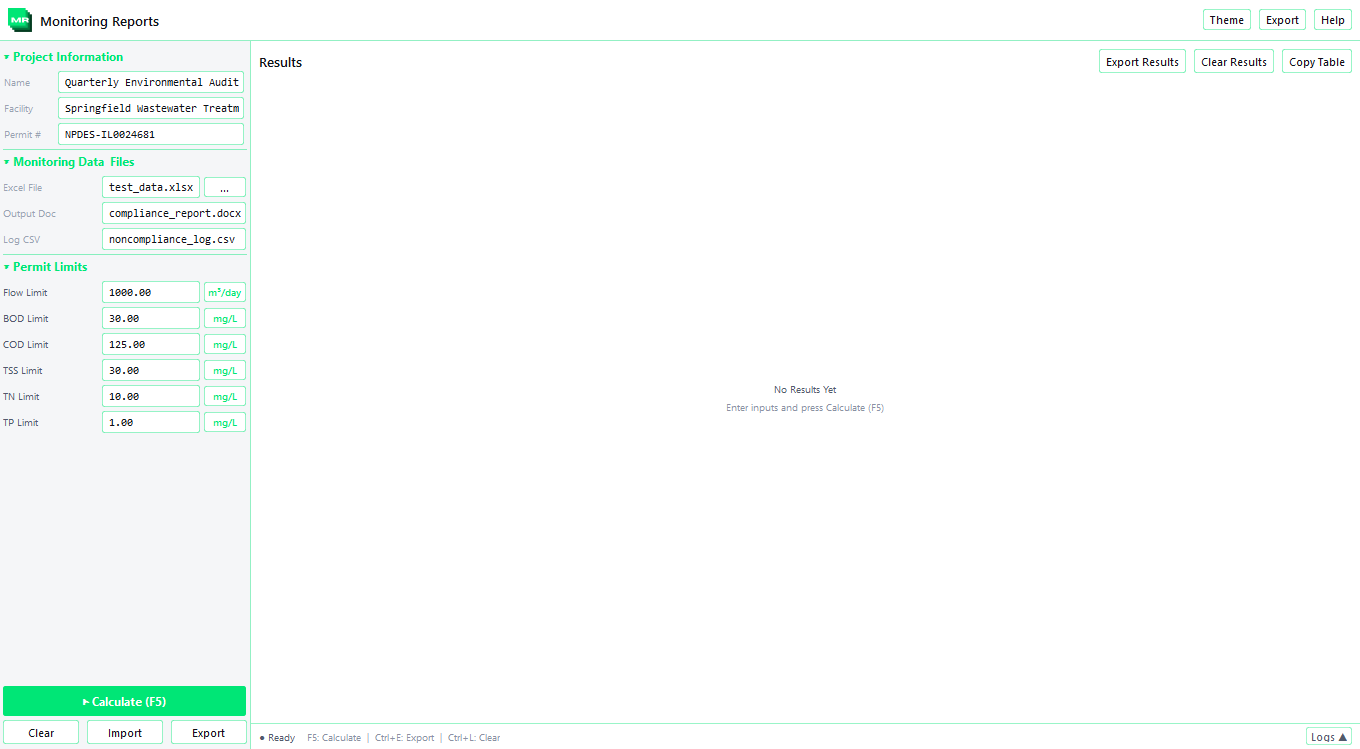 MR Monitoring Reports Theme Export Help
▾ Project Information
Name Quarterly Environmental Audit
Facility Springfield Wastewater Treatm
Permit # NPDES-IL0024681
▾ Monitoring Data Files
Excel File test_data.xlsx ...
Output Doc compliance_report.docx
Log CSV noncompliance_log.csv
▾ Permit Limits
Flow Limit 1000.00 m³/day
BOD Limit 30.00 mg/L
COD Limit 125.00 mg/L
TSS Limit 30.00 mg/L
TN Limit 10.00 mg/L
TP Limit 1.00 mg/L
▸ Calculate (F5)
Clear Import Export
Results Export Results Clear Results Copy Table
No Results Yet
Enter inputs and press Calculate (F5)
● Ready F5: Calculate | Ctrl+E: Export | Ctrl+L: Clear Logs ▲